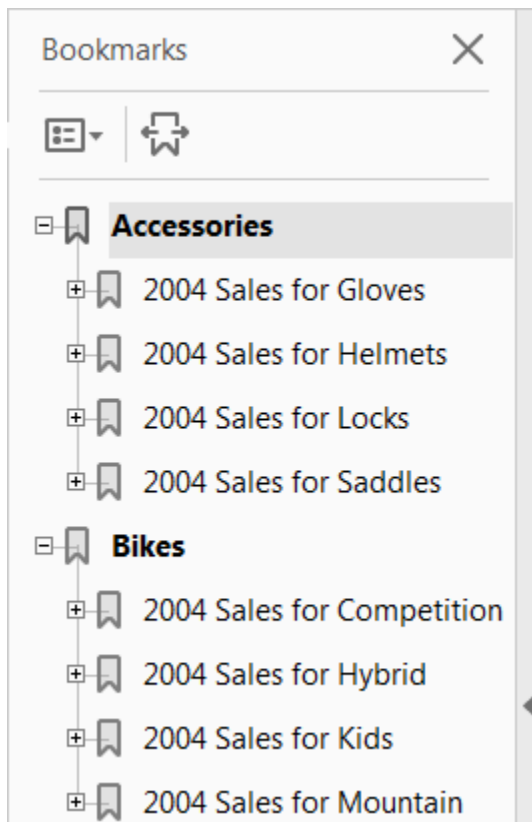 Bookmarks
Accessories
2004 Sales for Gloves
2004 Sales for Helmets
2004 Sales for Locks
2004 Sales for Saddles
Bikes
2004 Sales for Competition
2004 Sales for Hybrid
2004 Sales for Kids
2004 Sales for Mountain